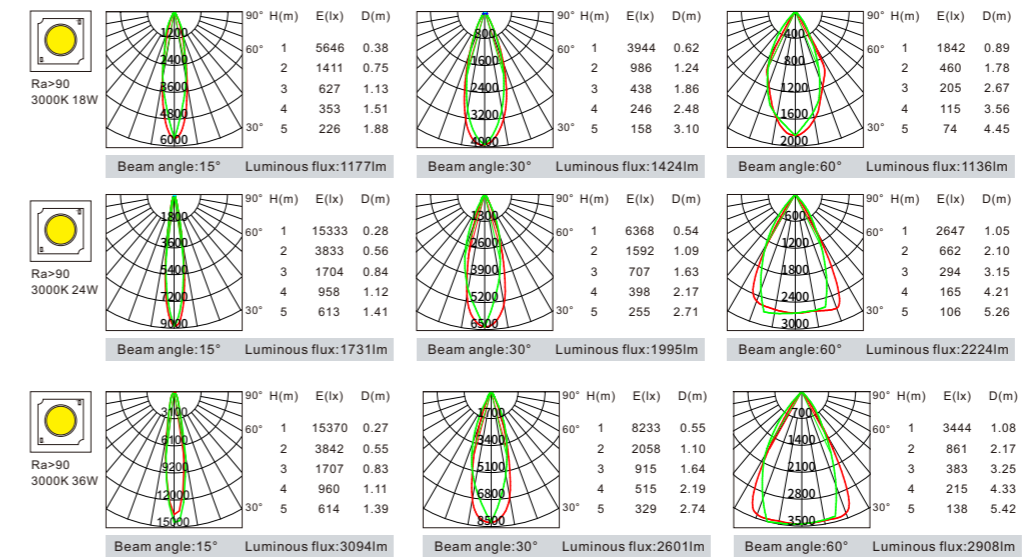 90° H(m) E(lx) D(m)
1200
60° 1 5646 0.38
2400
2 1411 0.75
3600
3 627 1.13
4800
4 353 1.51
6000
30° 5 226 1.88
Ra>90
3000K 18W
Beam angle:15° Luminous flux:1177lm
90° H(m) E(lx) D(m)
800
60° 1 3944 0.62
1600
2 986 1.24
2400
3 438 1.86
3200
4 246 2.48
4000
30° 5 158 3.10
Beam angle:30° Luminous flux:1424lm
90° H(m) E(lx) D(m)
400
60° 1 1842 0.89
800
2 460 1.78
1200
3 205 2.67
1600
4 115 3.56
2000
30° 5 74 4.45
Beam angle:60° Luminous flux:1136lm
90° H(m) E(lx) D(m)
1800
60° 1 15333 0.28
3600
2 3833 0.56
5400
3 1704 0.84
7200
4 958 1.12
9000
30° 5 613 1.41
Ra>90
3000K 24W
Beam angle:15° Luminous flux:1731lm
90° H(m) E(lx) D(m)
1300
60° 1 6368 0.54
2600
2 1592 1.09
3900
3 707 1.63
5200
4 398 2.17
6500
30° 5 255 2.71
Beam angle:30° Luminous flux:1995lm
90° H(m) E(lx) D(m)
600
60° 1 2647 1.05
1200
2 662 2.10
1800
3 294 3.15
2400
4 165 4.21
3000
30° 5 106 5.26
Beam angle:60° Luminous flux:2224lm
90° H(m) E(lx) D(m)
3100
60° 1 15370 0.27
6100
2 3842 0.55
9200
3 1707 0.83
12000
4 960 1.11
15000
30° 5 614 1.39
Ra>90
3000K 36W
Beam angle:15° Luminous flux:3094lm
90° H(m) E(lx) D(m)
1700
60° 1 8233 0.55
3400
2 2058 1.10
5100
3 915 1.64
6800
4 515 2.19
8500
30° 5 329 2.74
Beam angle:30° Luminous flux:2601lm
90° H(m) E(lx) D(m)
700
60° 1 3444 1.08
1400
2 861 2.17
2100
3 383 3.25
2800
4 215 4.33
3500
30° 5 138 5.42
Beam angle:60° Luminous flux:2908lm